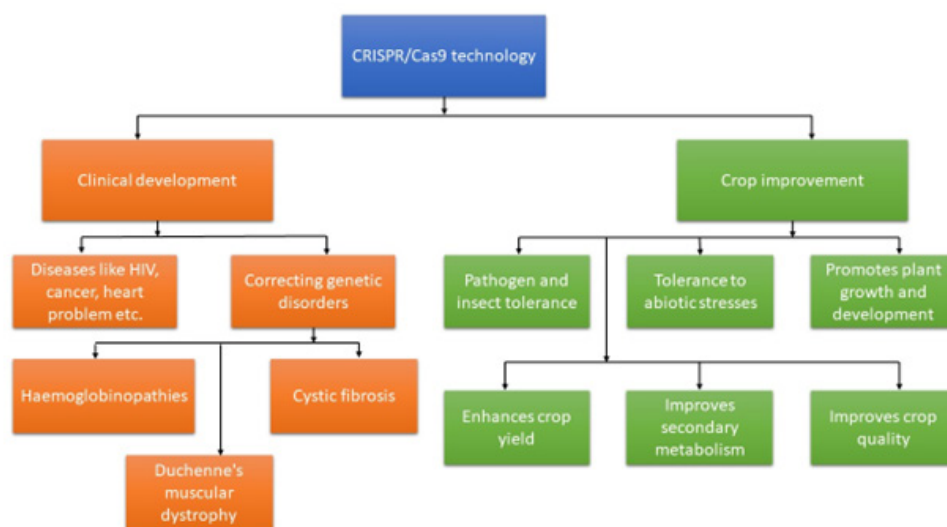 CRISPR/Cas9 technology
Clinical development
Crop improvement
Diseases like HIV,
cancer, heart
problem etc.
Correcting genetic
disorders
Pathogen and
insect tolerance
Tolerance to
abiotic stresses
Promotes plant
growth and
development
Haemoglobinopathies
Cystic fibrosis
Duchenne's
muscular
dystrophy
Enhances crop
yield
Improves
secondary
metabolism
Improves crop
quality